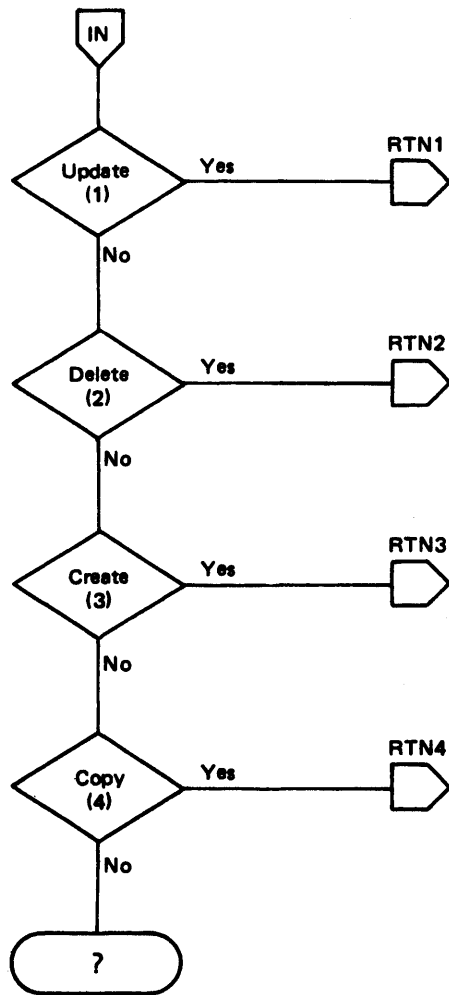 IN
Update
(1)
Yes
RTN1
No
Delete
(2)
Yes
RTN2
No
Create
(3)
Yes
RTN3
No
Copy
(4)
Yes
RTN4
No
?